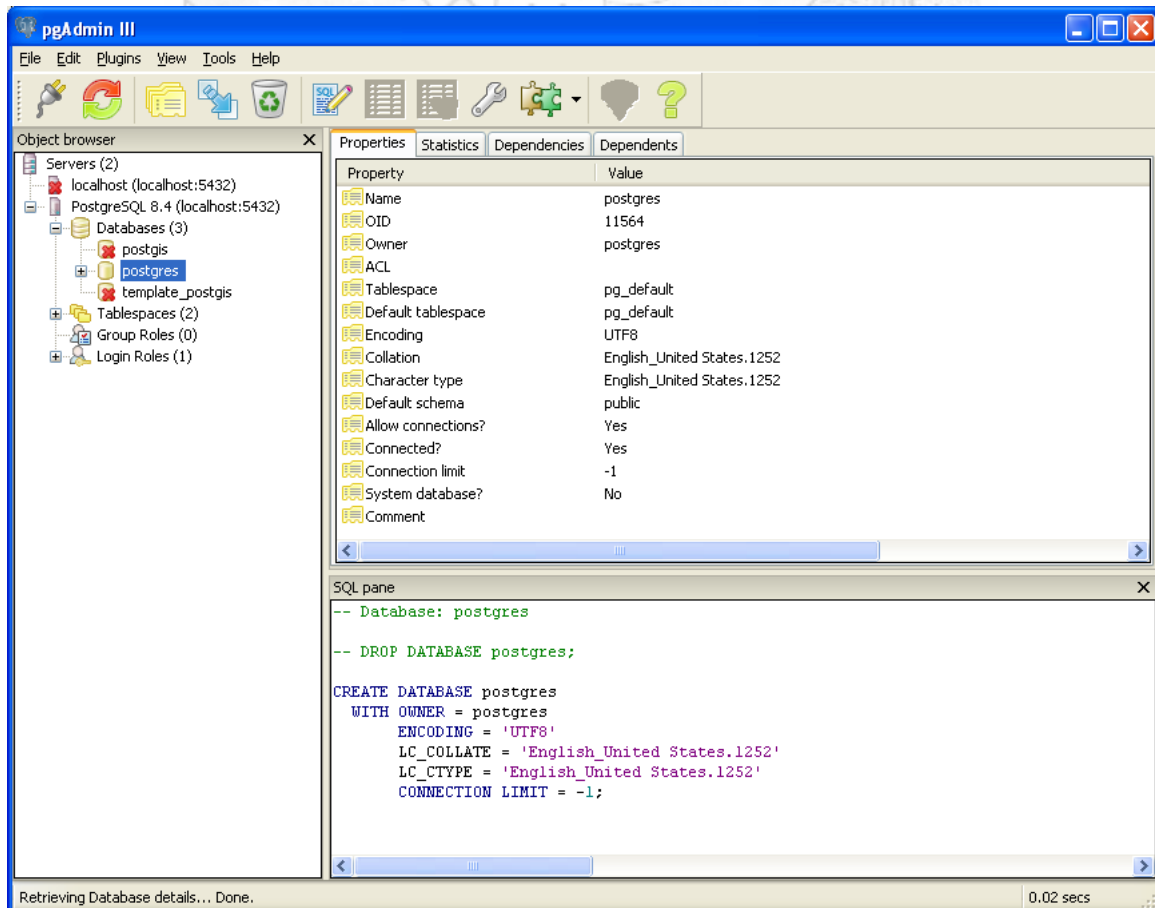 pgAdmin III
File Edit Plugins View Tools Help
SQL
Object browser
Servers (2)
localhost (localhost:5432)
PostgreSQL 8.4 (localhost:5432)
Databases (3)
postgis
postgres
template_postgis
Tablespaces (2)
Group Roles (0)
Login Roles (1)
Properties Statistics Dependencies Dependents
Property Value
Name postgres
OID 11564
Owner postgres
ACL
Tablespace pg_default
Default tablespace pg_default
Encoding UTF8
Collation English_United States.1252
Character type English_United States.1252
Default schema public
Allow connections? Yes
Connected? Yes
Connection limit -1
System database? No
Comment
SQL pane
-- Database: postgres
-- DROP DATABASE postgres;
CREATE DATABASE postgres
WITH OWNER = postgres
ENCODING = 'UTF8'
LC_COLLATE = 'English_United States.1252'
LC_CTYPE = 'English_United States.1252'
CONNECTION LIMIT = -1;
Retrieving Database details... Done. 0.02 secs